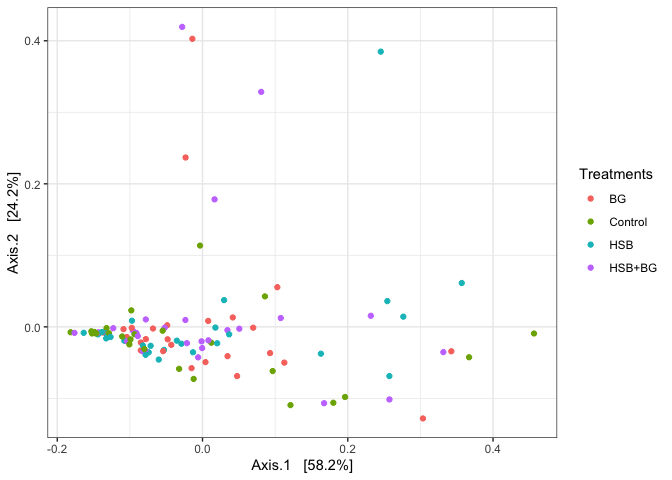 0.4
0.2
0.0
-0.2
0.0
0.2
0.4
Axis.1 [58.2%]
Axis.2 [24.2%]
Treatments
BG
Control
HSB
HSB+BG